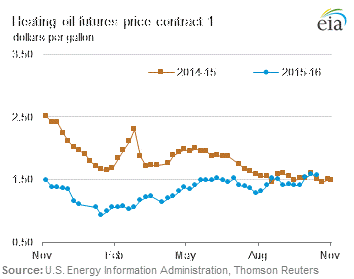 Heating oil futures price contract 1
dollars per gallon
eia
3.50
2014-15 2015-16
2.50
1.50
0.50
Nov Feb May Aug Nov
Source: U.S. Energy Information Administration, Thomson Reuters